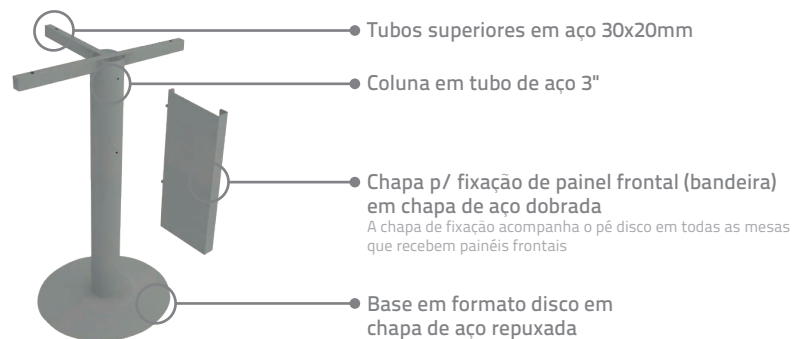 Tubos superiores em aço 30x20mm
Coluna em tubo de aço 3"
Chapa p/ fixação de painel frontal (bandeira)
em chapa de aço dobrada
A chapa de fixação acompanha o pé disco em todas as mesas
que recebem painéis frontais
Base em formato disco em
chapa de aço repuxada